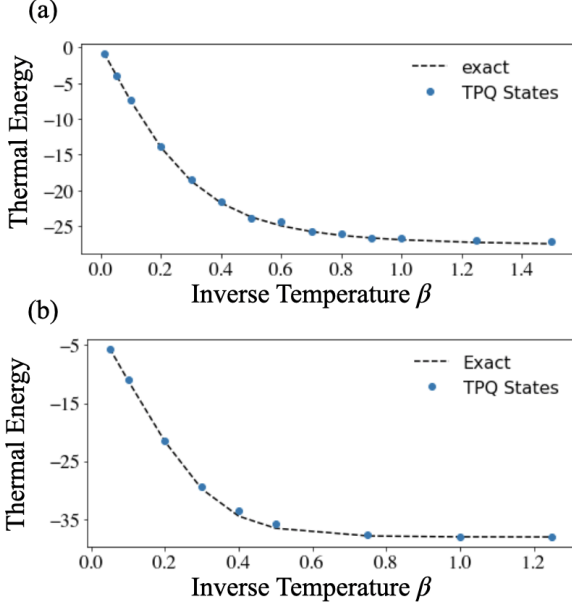 (a)
0
−5
−10
−15
−20
−25
Thermal Energy
exact
TPQ States
0.0 0.2 0.4 0.6 0.8 1.0 1.2 1.4
Inverse Temperature β
(b)
−5
−15
−25
−35
Thermal Energy
Exact
TPQ States
0.0 0.2 0.4 0.6 0.8 1.0 1.2
Inverse Temperature β